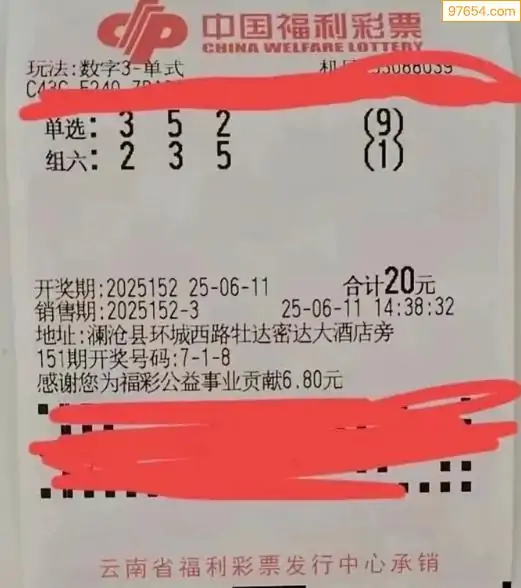 97654.com
中国福利彩票
CHINA WELFARE LOTTERY
玩法:数字3-单式
单选: 3 5 2 (9)
组六: 2 3 5 (1)
开奖期:2025152 25-06-11 合计20元
销售期:2025152-3 25-06-11 14:38:32
地址:澜沧县环城西路牡达密达大酒店旁
151期开奖号码:7-1-8
感谢您为福彩公益事业贡献6.80元
云南省福利彩票发行中心承销